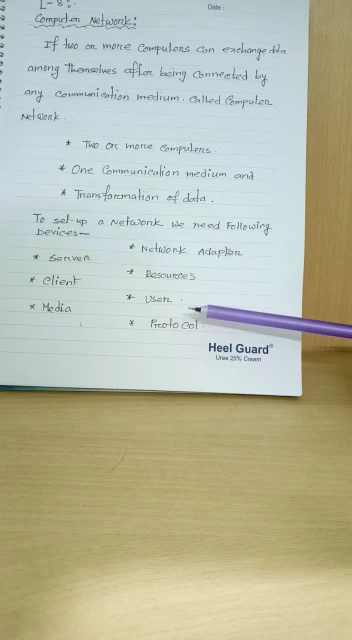 L-8:
Date :
Computer Network:
If two or more computers can exchange data
among themselves after being connected by
any communication medium. Called Computer
Network.
* Two or more computers.
* One Communication medium and
* Transformation of data.
To set-up a Network we need following
Devices—
* Server
* Client
* Media
* Network Adapter
* Resources
* User
* Protocol
Heel Guard®
Urea 25% Cream